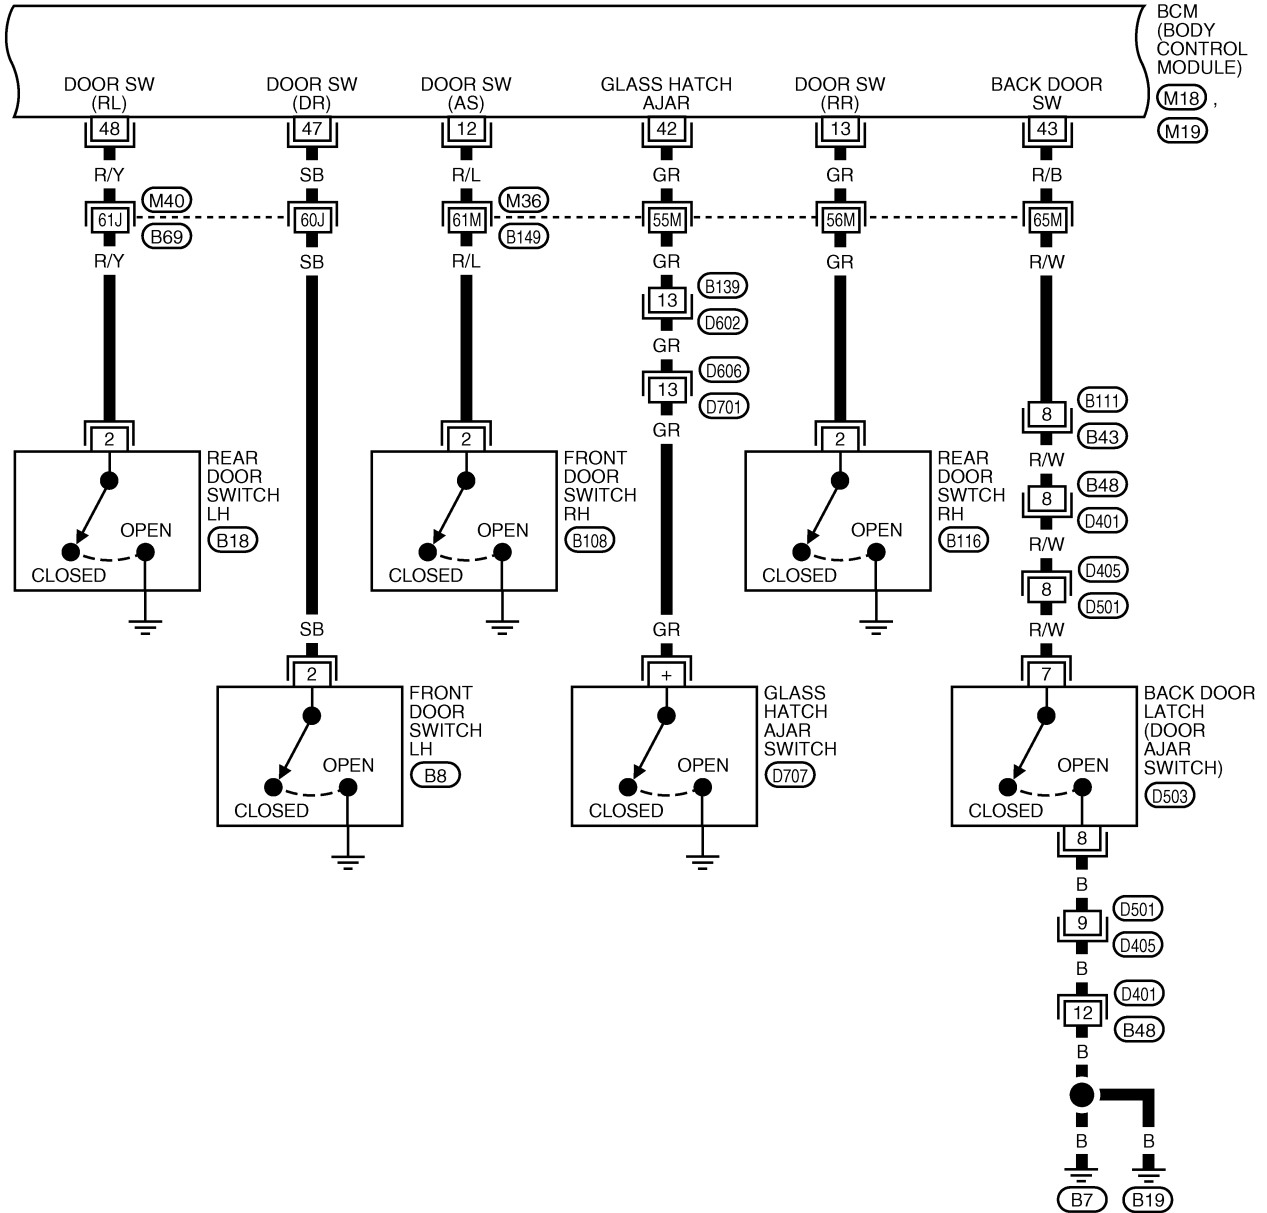 BCM
(BODY
CONTROL
MODULE)
M18 ,
M19
DOOR SW
(RL)
DOOR SW
(DR)
DOOR SW
(AS)
GLASS HATCH
AJAR
DOOR SW
(RR)
BACK DOOR
SW
48 47 12 42 13 43
R/Y SB R/L GR GR R/B
M40 M36
61J 60J 61M 55M 56M 65M
B69 B149
R/Y SB R/L GR GR R/W
13 B139
D602
GR
D606
13
D701
GR
8 B111
B43
R/W
8 B48
D401
R/W
8 D405
D501
R/W
2
REAR
DOOR
SWITCH
LH
B18
OPEN
CLOSED
2
FRONT
DOOR
SWITCH
RH
B108
OPEN
CLOSED
2
REAR
DOOR
SWTCH
RH
B116
OPEN
CLOSED
SB
2
FRONT
DOOR
SWITCH
LH
B8
OPEN
CLOSED
GR
+
GLASS
HATCH
AJAR
SWITCH
D707
OPEN
CLOSED
7
BACK DOOR
LATCH
(DOOR
AJAR
SWITCH)
D503
OPEN
CLOSED
8
B
9 D501
D405
B
D401
12
B48
B
B B
B7 B19